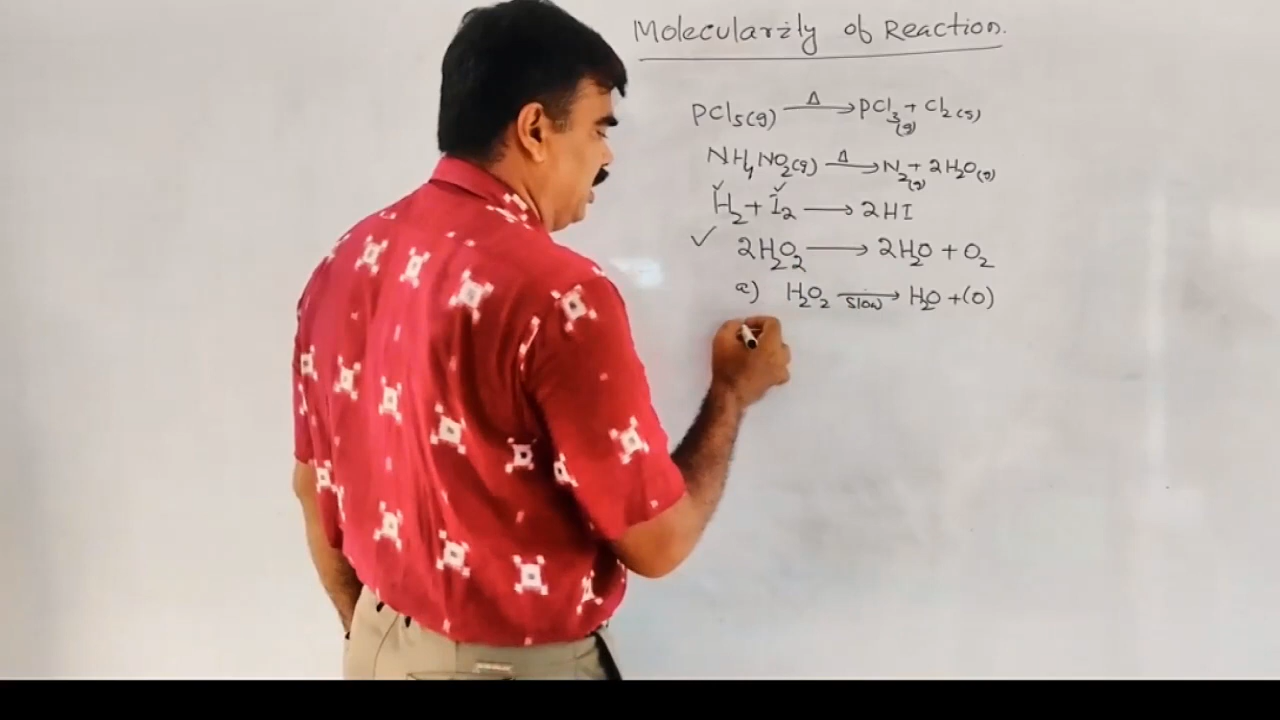 Molecularity of Reaction.
PCl5(g) —Δ→ PCl3(g) + Cl2(g)
NH4NO2(g) —Δ→ N2(g) + 2H2O(g)
H2 + I2 ⟶ 2HI
✓ 2H2O2 ⟶ 2H2O + O2
a) H2O2 —slow→ H2O + (O)